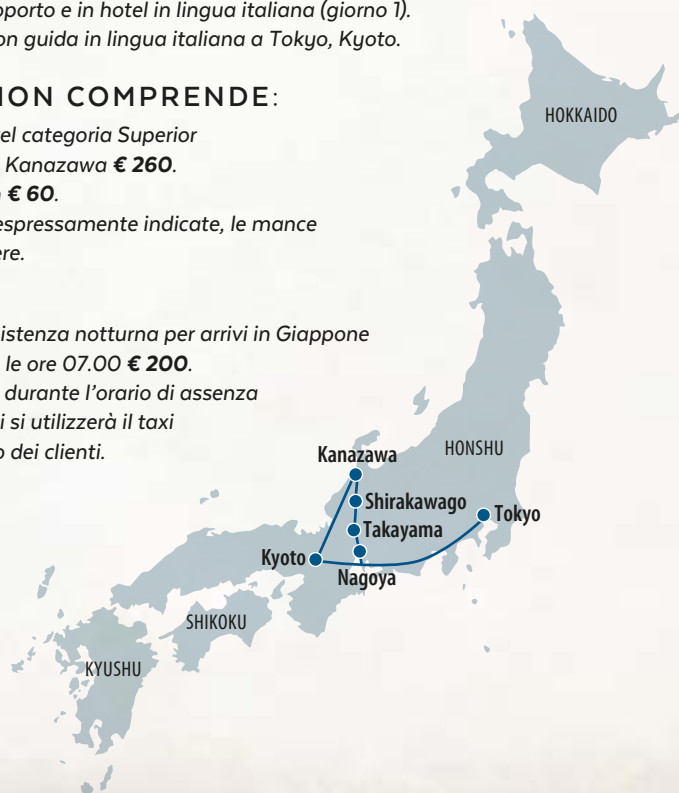 porto e in hotel in lingua italiana (giorno 1).
on guida in lingua italiana a Tokyo, Kyoto.
ION COMPRENDE:
el categoria Superior
Kanazawa € 260.
€ 60.
espressamente indicate, le mance
ere.
istenza notturna per arrivi in Giappone
le ore 07.00 € 200.
durante l'orario di assenza
i si utilizzerà il taxi
o dei clienti.
HOKKAIDO
HONSHU
Kanazawa
Shirakawago
Tokyo
Takayama
Kyoto
Nagoya
SHIKOKU
KYUSHU